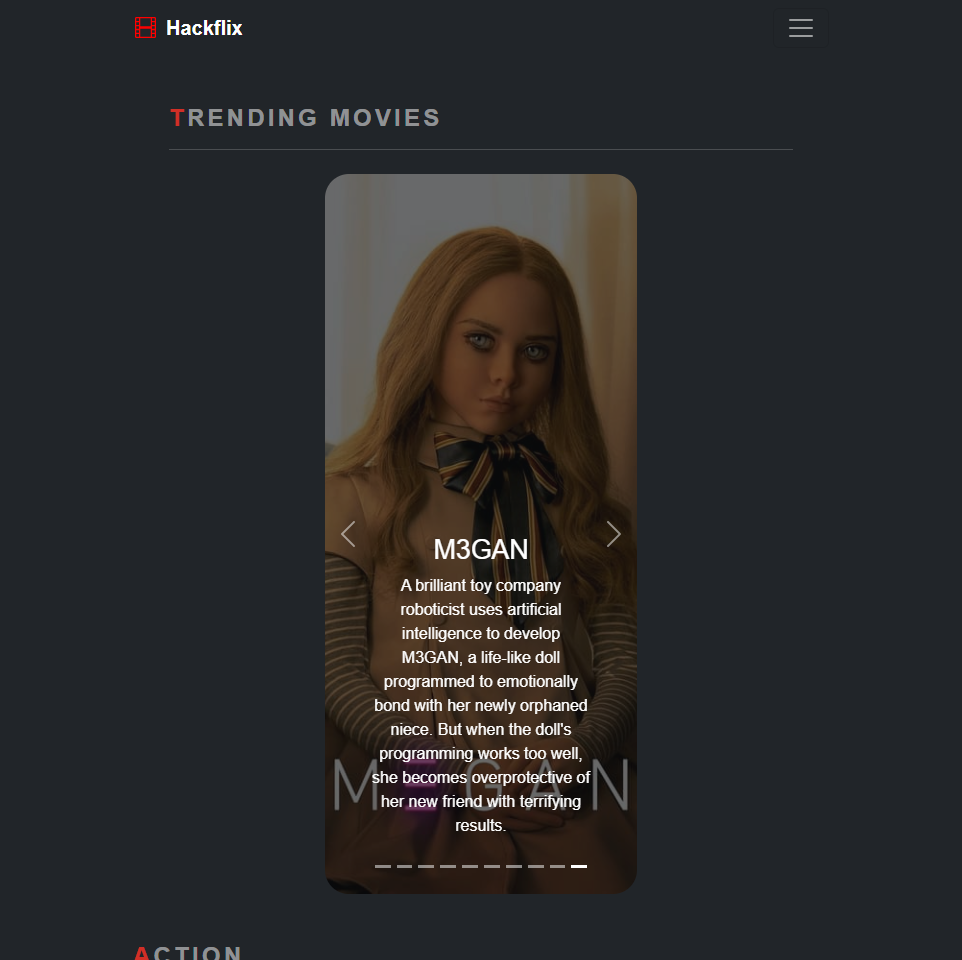 Hackflix
TRENDING MOVIES
M3GAN
A brilliant toy company
roboticist uses artificial
intelligence to develop
M3GAN, a life-like doll
programmed to emotionally
bond with her newly orphaned
niece. But when the doll's
programming works too well,
she becomes overprotective of
her new friend with terrifying
results.
MEGAN
ACTION